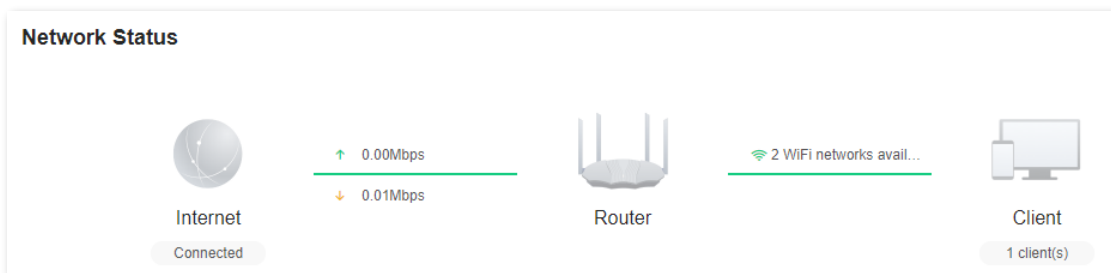 Network Status
0.00Mbps
2 WiFi networks avail...
0.01Mbps
Internet
Router
Client
Connected
1 client(s)